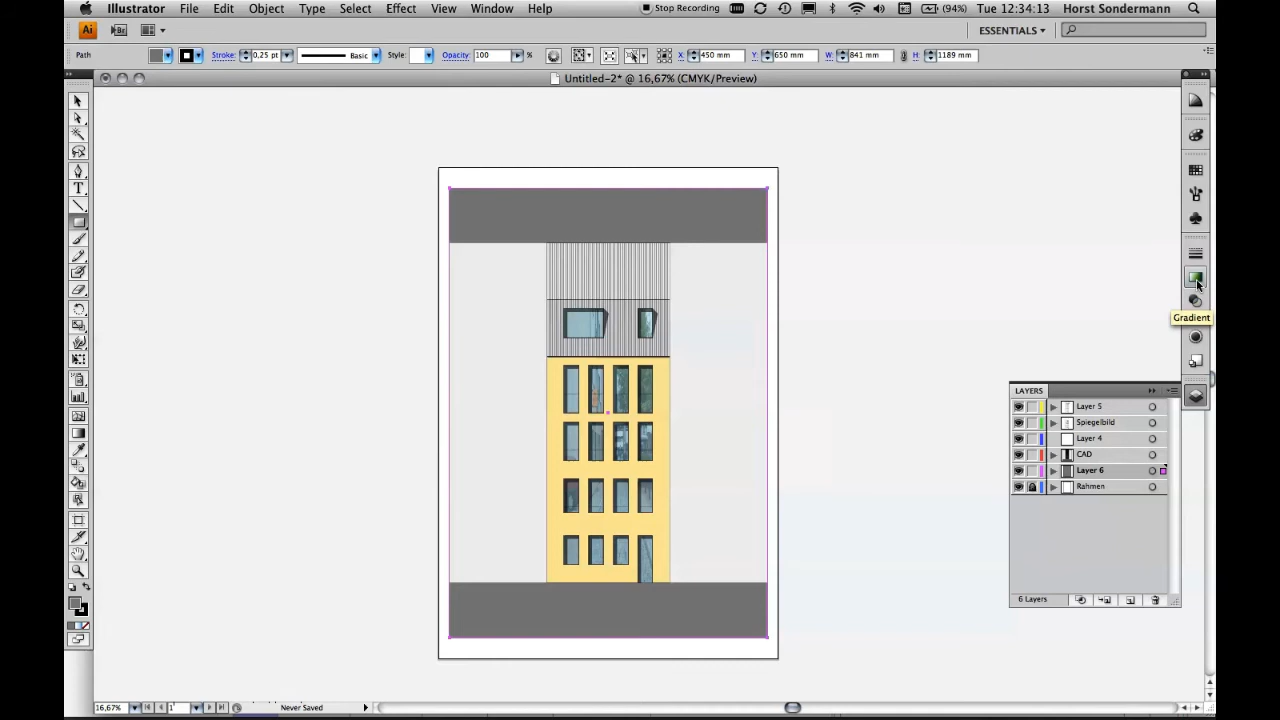 Illustrator File Edit Object Type Select Effect View Window Help Stop Recording (94%) Tue 12:34:13 Horst Sondermann
Ai Br ESSENTIALS
Path Stroke: 0,25 pt Basic Style: Opacity: 100 % X: 450 mm Y: 650 mm W: 841 mm H: 1189 mm
Untitled-2* @ 16,67% (CMYK/Preview)
Gradient
LAYERS
Layer 5
Spiegelbild
Layer 4
CAD
Layer 6
Rahmen
6 Layers
16,67% 1 Never Saved